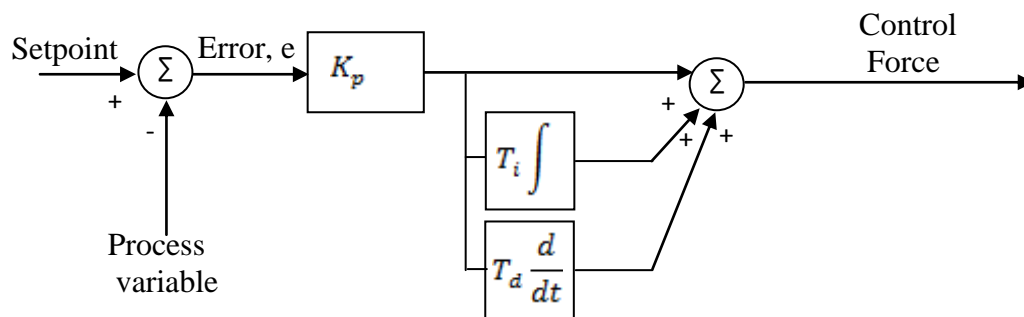 Setpoint
+
Σ
-
Process
variable
Error, e
K_p
T_i ∫
T_d d/dt
+
+
+
Σ
Control
Force